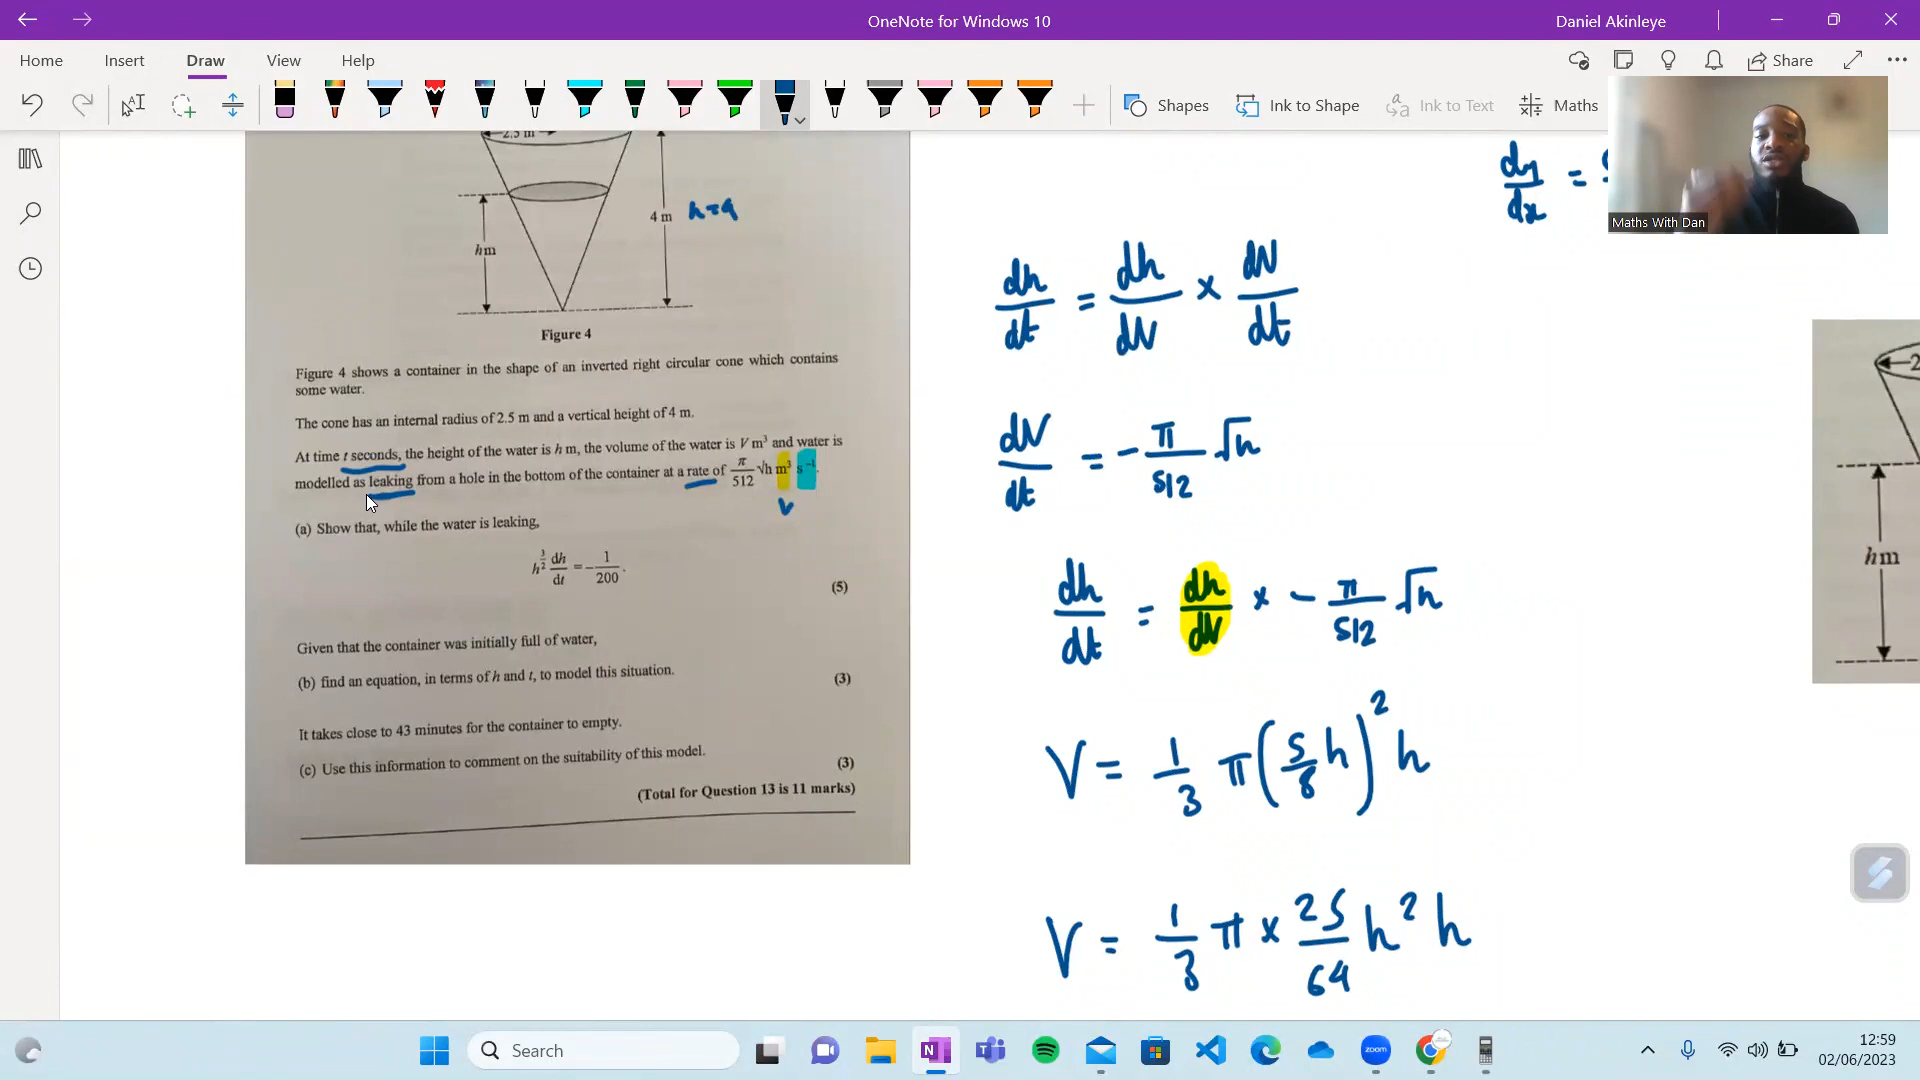 OneNote for Windows 10
Daniel Akinleye
Home Insert Draw View Help
Share
Shapes Ink to Shape Ink to Text Maths
Maths With Dan
2.5 m
4 m h=4
hm
Figure 4
Figure 4 shows a container in the shape of an inverted right circular cone which contains
some water.
The cone has an internal radius of 2.5 m and a vertical height of 4 m.
At time t seconds, the height of the water is h m, the volume of the water is V m³ and water is
modelled as leaking from a hole in the bottom of the container at a rate of π/512 √h m³ s⁻¹.
V
(a) Show that, while the water is leaking,
h^(3/2) dh/dt = -1/200.
(5)
Given that the container was initially full of water,
(b) find an equation, in terms of h and t, to model this situation.
(3)
It takes close to 43 minutes for the container to empty.
(c) Use this information to comment on the suitability of this model.
(3)
(Total for Question 13 is 11 marks)
dy/dx =
dh/dt = dh/dV × dV/dt
dV/dt = -π/512 √h
dh/dt = dh/dV × -π/512 √h
V = 1/3 π(5/8 h)² h
V = 1/3 π × 25/64 h² h
hm
Search
zoom
12:59
02/06/2023